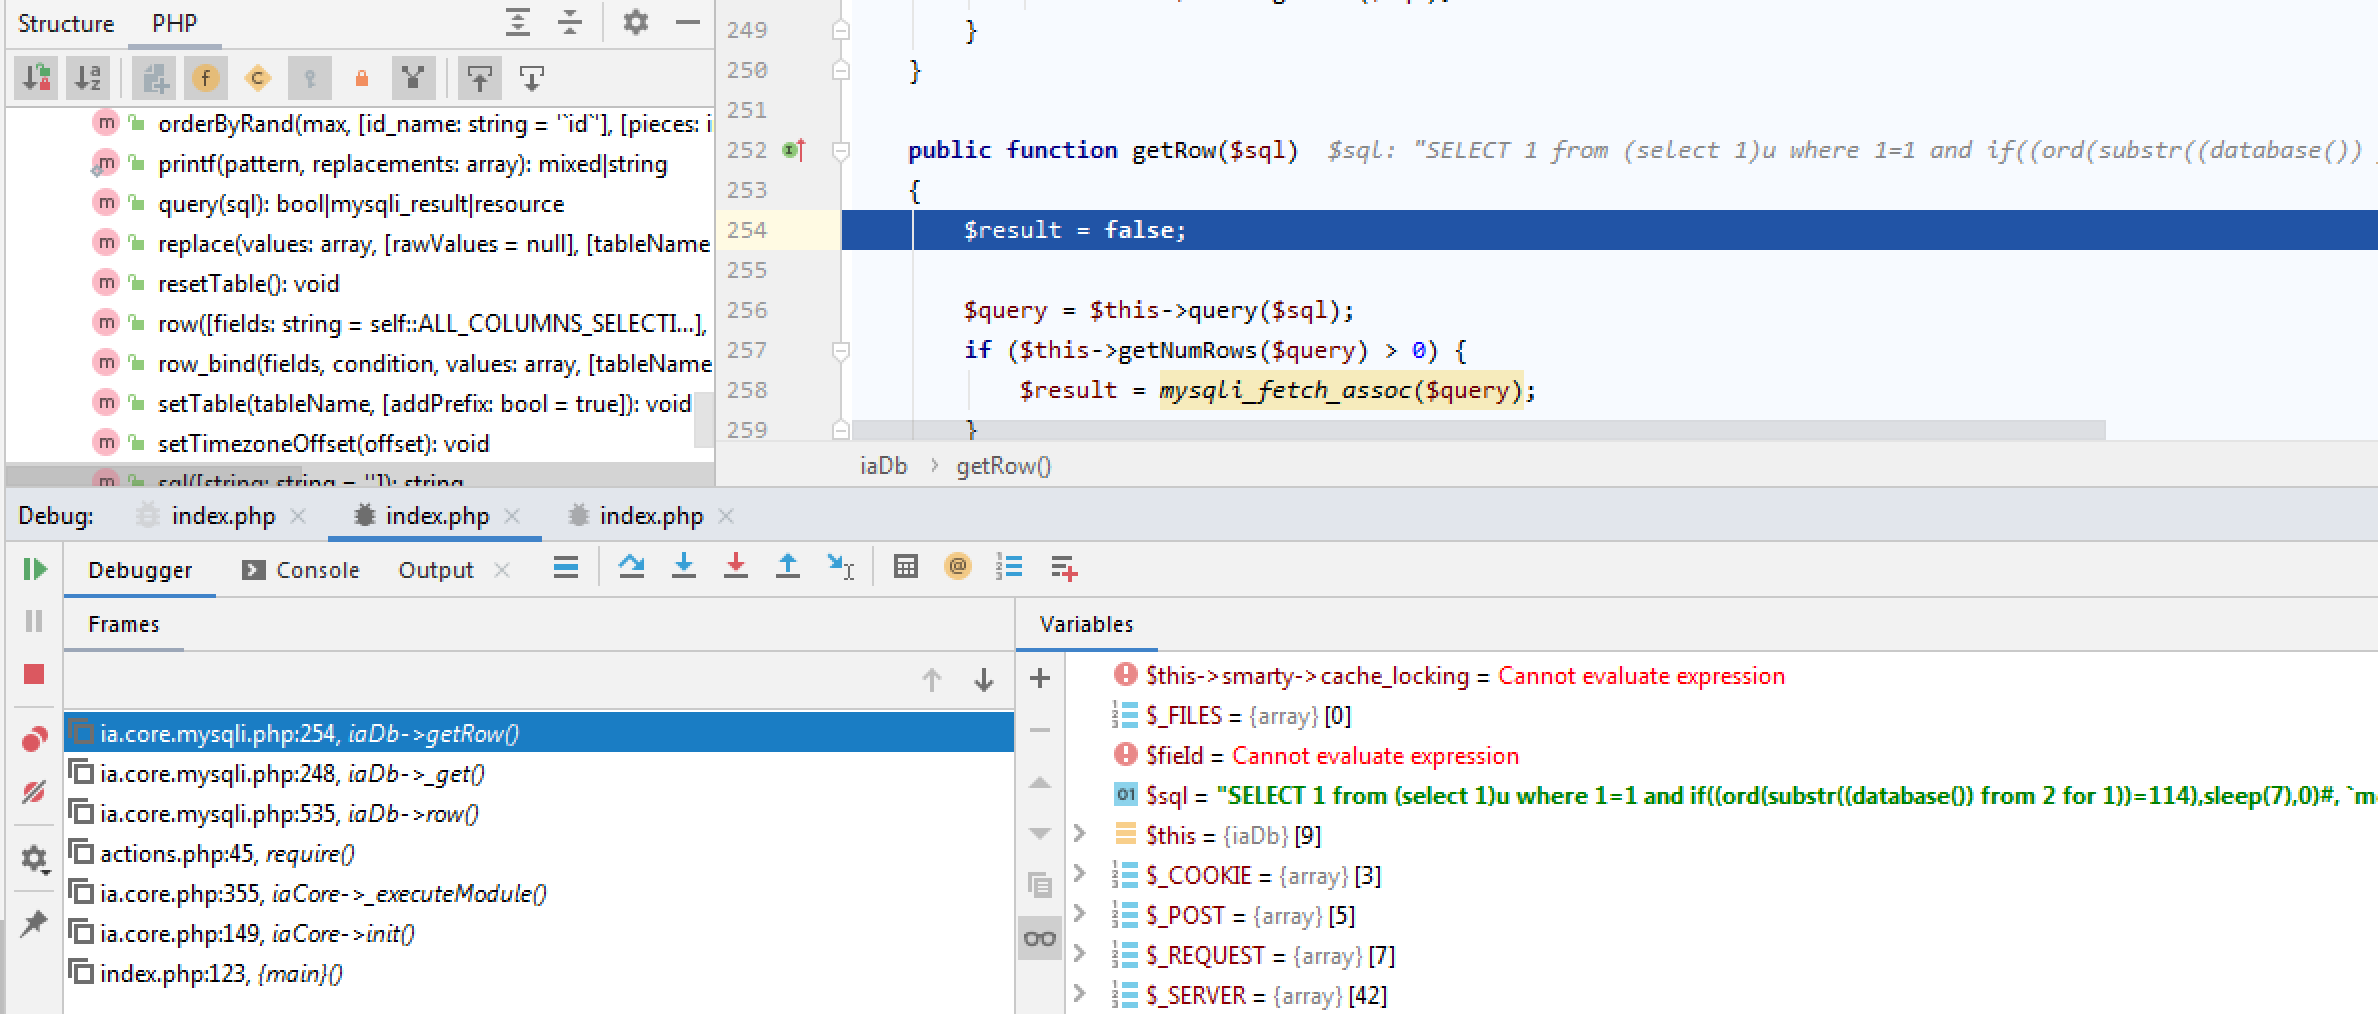 Structure PHP
orderByRand(max, [id_name: string = "`id`"], [pieces: i
printf(pattern, replacements: array): mixed|string
query(sql): bool|mysqli_result|resource
replace(values: array, [rawValues = null], [tableName
resetTable(): void
row([fields: string = self::ALL_COLUMNS_SELECTI...],
row_bind(fields, condition, values: array, [tableName
setTable(tableName, [addPrefix: bool = true]): void
setTimezoneOffset(offset): void
sql([string: string = '']): string
249 }
250 }
251
252 public function getRow($sql) $sql: "SELECT 1 from (select 1)u where 1=1 and if((ord(substr((database())
253 {
254 $result = false;
255
256 $query = $this->query($sql);
257 if ($this->getNumRows($query) > 0) {
258 $result = mysqli_fetch_assoc($query);
259 }
iaDb › getRow()
Debug: index.php index.php index.php
Debugger Console Output
Frames
ia.core.mysqli.php:254, iaDb->getRow()
ia.core.mysqli.php:248, iaDb->_get()
ia.core.mysqli.php:535, iaDb->row()
actions.php:45, require()
ia.core.php:355, iaCore->_executeModule()
ia.core.php:149, iaCore->init()
index.php:123, {main}()
Variables
$this->smarty->cache_locking = Cannot evaluate expression
$_FILES = {array} [0]
$field = Cannot evaluate expression
$sql = "SELECT 1 from (select 1)u where 1=1 and if((ord(substr((database()) from 2 for 1))=114),sleep(7),0)#, `m
$this = {iaDb} [9]
$_COOKIE = {array} [3]
$_POST = {array} [5]
$_REQUEST = {array} [7]
$_SERVER = {array} [42]